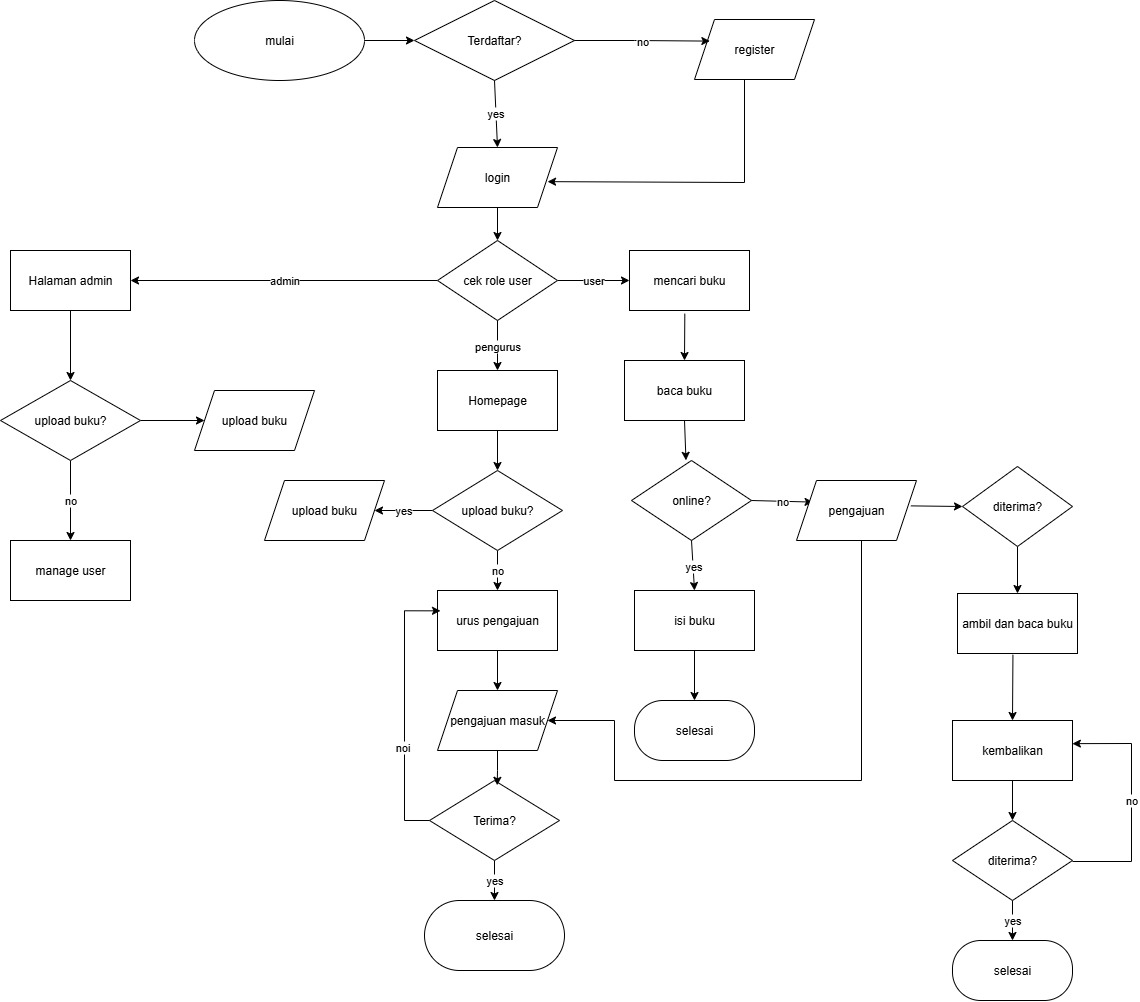 mulai
Terdaftar?
no
register
yes
login
Halaman admin
admin
cek role user
user
mencari buku
pengurus
Homepage
baca buku
upload buku?
upload buku
no
manage user
upload buku
yes
upload buku?
no
online?
no
pengajuan
diterima?
yes
urus pengajuan
isi buku
ambil dan baca buku
pengajuan masuk
selesai
noi
kembalikan
no
Terima?
diterima?
yes
yes
selesai
selesai